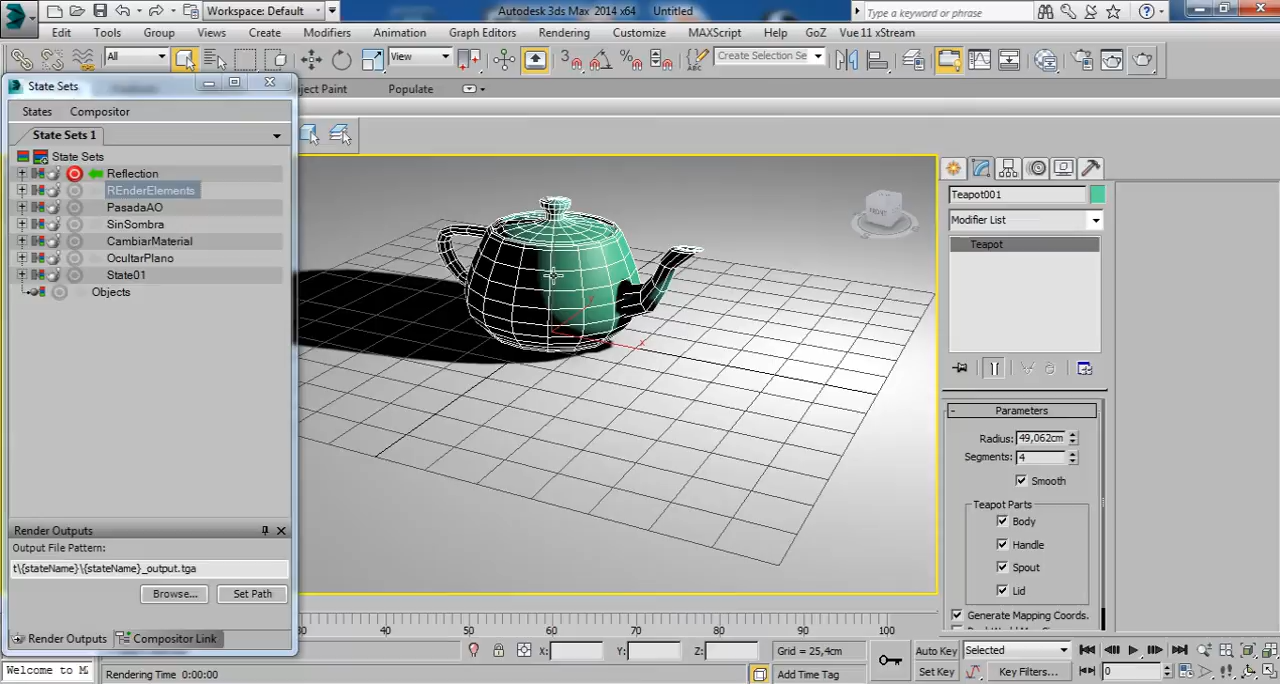 Workspace: Default
Autodesk 3ds Max 2014 x64 Untitled
Type a keyword or phrase
Edit Tools Group Views Create Modifiers Animation Graph Editors Rendering Customize MAXScript Help GoZ Vue 11 xStream
All
View
3
Create Selection Se
State Sets
ject Paint Populate
States Compositor
State Sets 1
State Sets
Reflection
REnderElements
PasadaAO
SinSombra
CambiarMaterial
OcultarPlano
State01
Objects
Render Outputs
Output File Pattern:
t\{stateName}\{stateName}_output.tga
Browse... Set Path
Render Outputs Compositor Link
FRONT
x
Teapot001
Modifier List
Teapot
- Parameters
Radius: 49,062cm
Segments: 4
Smooth
Teapot Parts
Body
Handle
Spout
Lid
Generate Mapping Coords.
30 40 50 60 70 80 90 100
X: Y: Z: Grid = 25,4cm
Auto Key Selected
Welcome to M
Rendering Time 0:00:00
Add Time Tag
Set Key Key Filters... 0